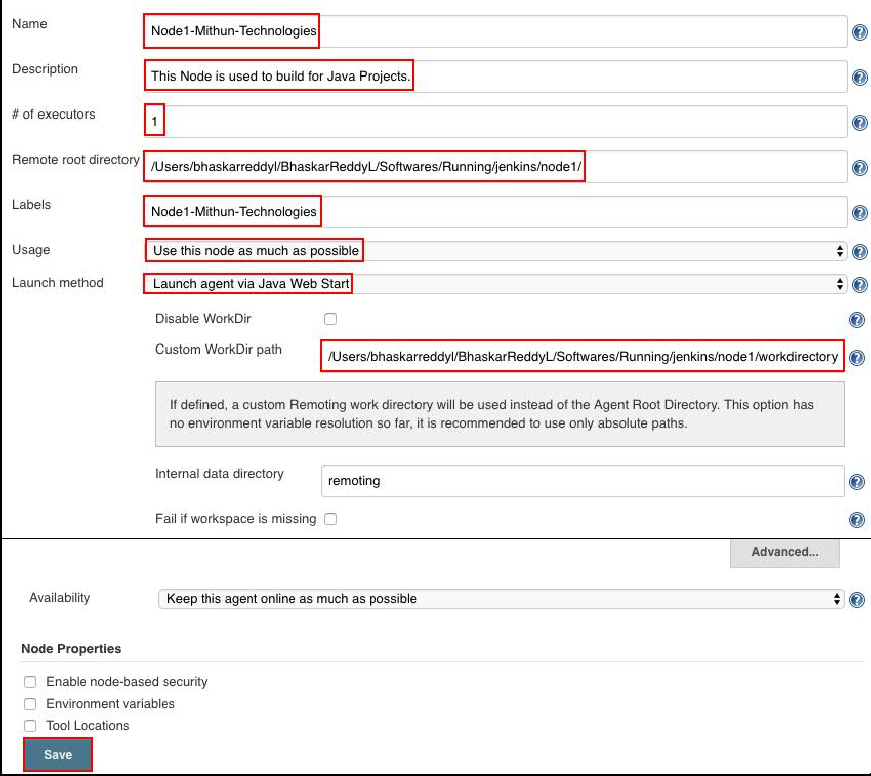 Name
Node1-Mithun-Technologies
Description
This Node is used to build for Java Projects.
# of executors
1
Remote root directory
/Users/bhaskarreddyl/BhaskarReddyL/Softwares/Running/jenkins/node1/
Labels
Node1-Mithun-Technologies
Usage
Use this node as much as possible
Launch method
Launch agent via Java Web Start
Disable WorkDir
Custom WorkDir path
/Users/bhaskarreddyl/BhaskarReddyL/Softwares/Running/jenkins/node1/workdirectory
If defined, a custom Remoting work directory will be used instead of the Agent Root Directory. This option has
no environment variable resolution so far, it is recommended to use only absolute paths.
Internal data directory
remoting
Fail if workspace is missing
Advanced...
Availability
Keep this agent online as much as possible
Node Properties
Enable node-based security
Environment variables
Tool Locations
Save